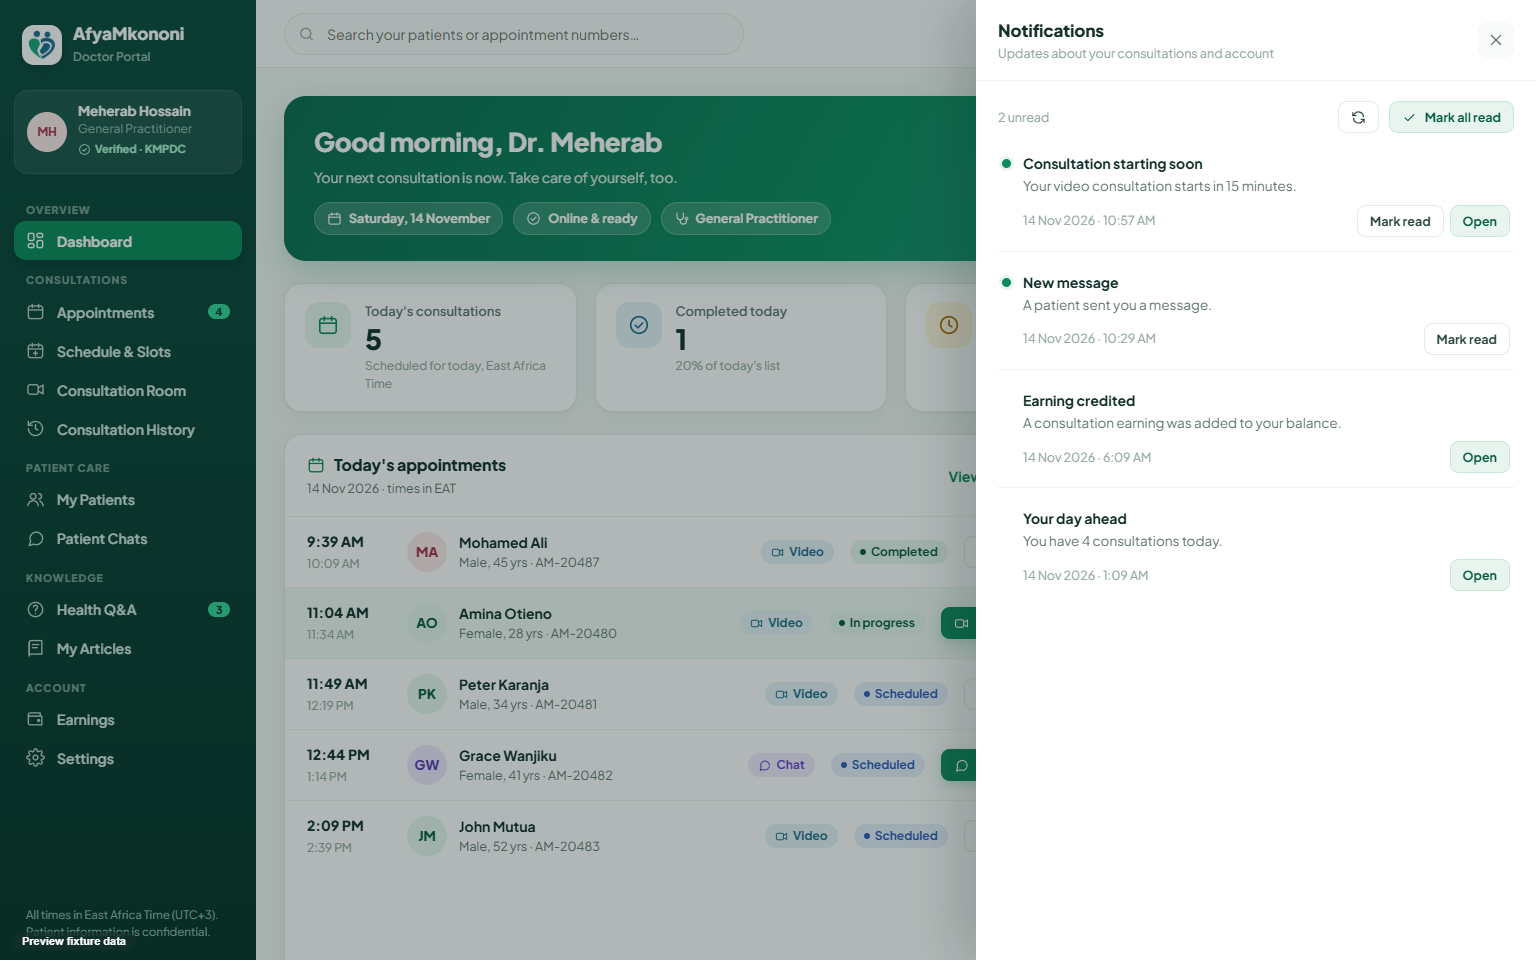 AfyaMkononi
Doctor Portal
MH
Meherab Hossain
General Practitioner
Verified · KMPDC
OVERVIEW
Dashboard
CONSULTATIONS
Appointments 4
Schedule & Slots
Consultation Room
Consultation History
PATIENT CARE
My Patients
Patient Chats
KNOWLEDGE
Health Q&A 3
My Articles
ACCOUNT
Earnings
Settings
All times in East Africa Time (UTC+3).
Patient information is confidential.
Preview fixture data
Search your patients or appointment numbers...
Good morning, Dr. Meherab
Your next consultation is now. Take care of yourself, too.
Saturday, 14 November
Online & ready
General Practitioner
Today's consultations
5
Scheduled for today, East Africa
Time
Completed today
1
20% of today's list
Today's appointments
14 Nov 2026 · times in EAT
View
9:39 AM
10:09 AM
MA
Mohamed Ali
Male, 45 yrs · AM-20487
Video
Completed
11:04 AM
11:34 AM
AO
Amina Otieno
Female, 28 yrs · AM-20480
Video
In progress
11:49 AM
12:19 PM
PK
Peter Karanja
Male, 34 yrs · AM-20481
Video
Scheduled
12:44 PM
1:14 PM
GW
Grace Wanjiku
Female, 41 yrs · AM-20482
Chat
Scheduled
2:09 PM
2:39 PM
JM
John Mutua
Male, 52 yrs · AM-20483
Video
Scheduled
Notifications
Updates about your consultations and account
2 unread
Mark all read
Consultation starting soon
Your video consultation starts in 15 minutes.
14 Nov 2026 · 10:57 AM
Mark read
Open
New message
A patient sent you a message.
14 Nov 2026 · 10:29 AM
Mark read
Earning credited
A consultation earning was added to your balance.
14 Nov 2026 · 6:09 AM
Open
Your day ahead
You have 4 consultations today.
14 Nov 2026 · 1:09 AM
Open